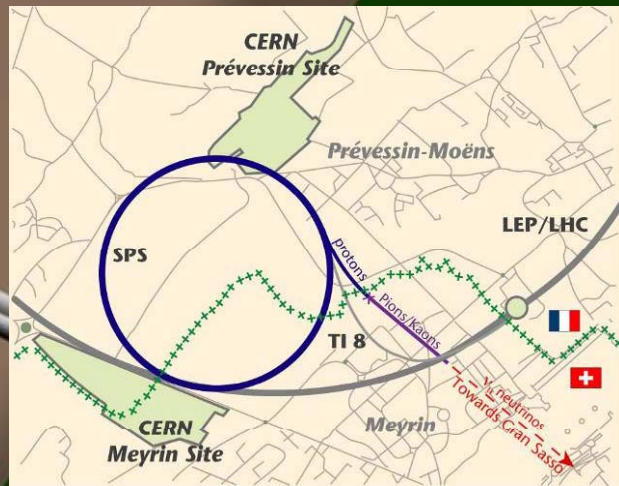 CERN
Prévessin Site
Prévessin-Moëns
LEP/LHC
SPS
protons
Pions/Kaons
TI 8
νμ neutrinos
Towards Gran Sasso
Meyrin
CERN
Meyrin Site